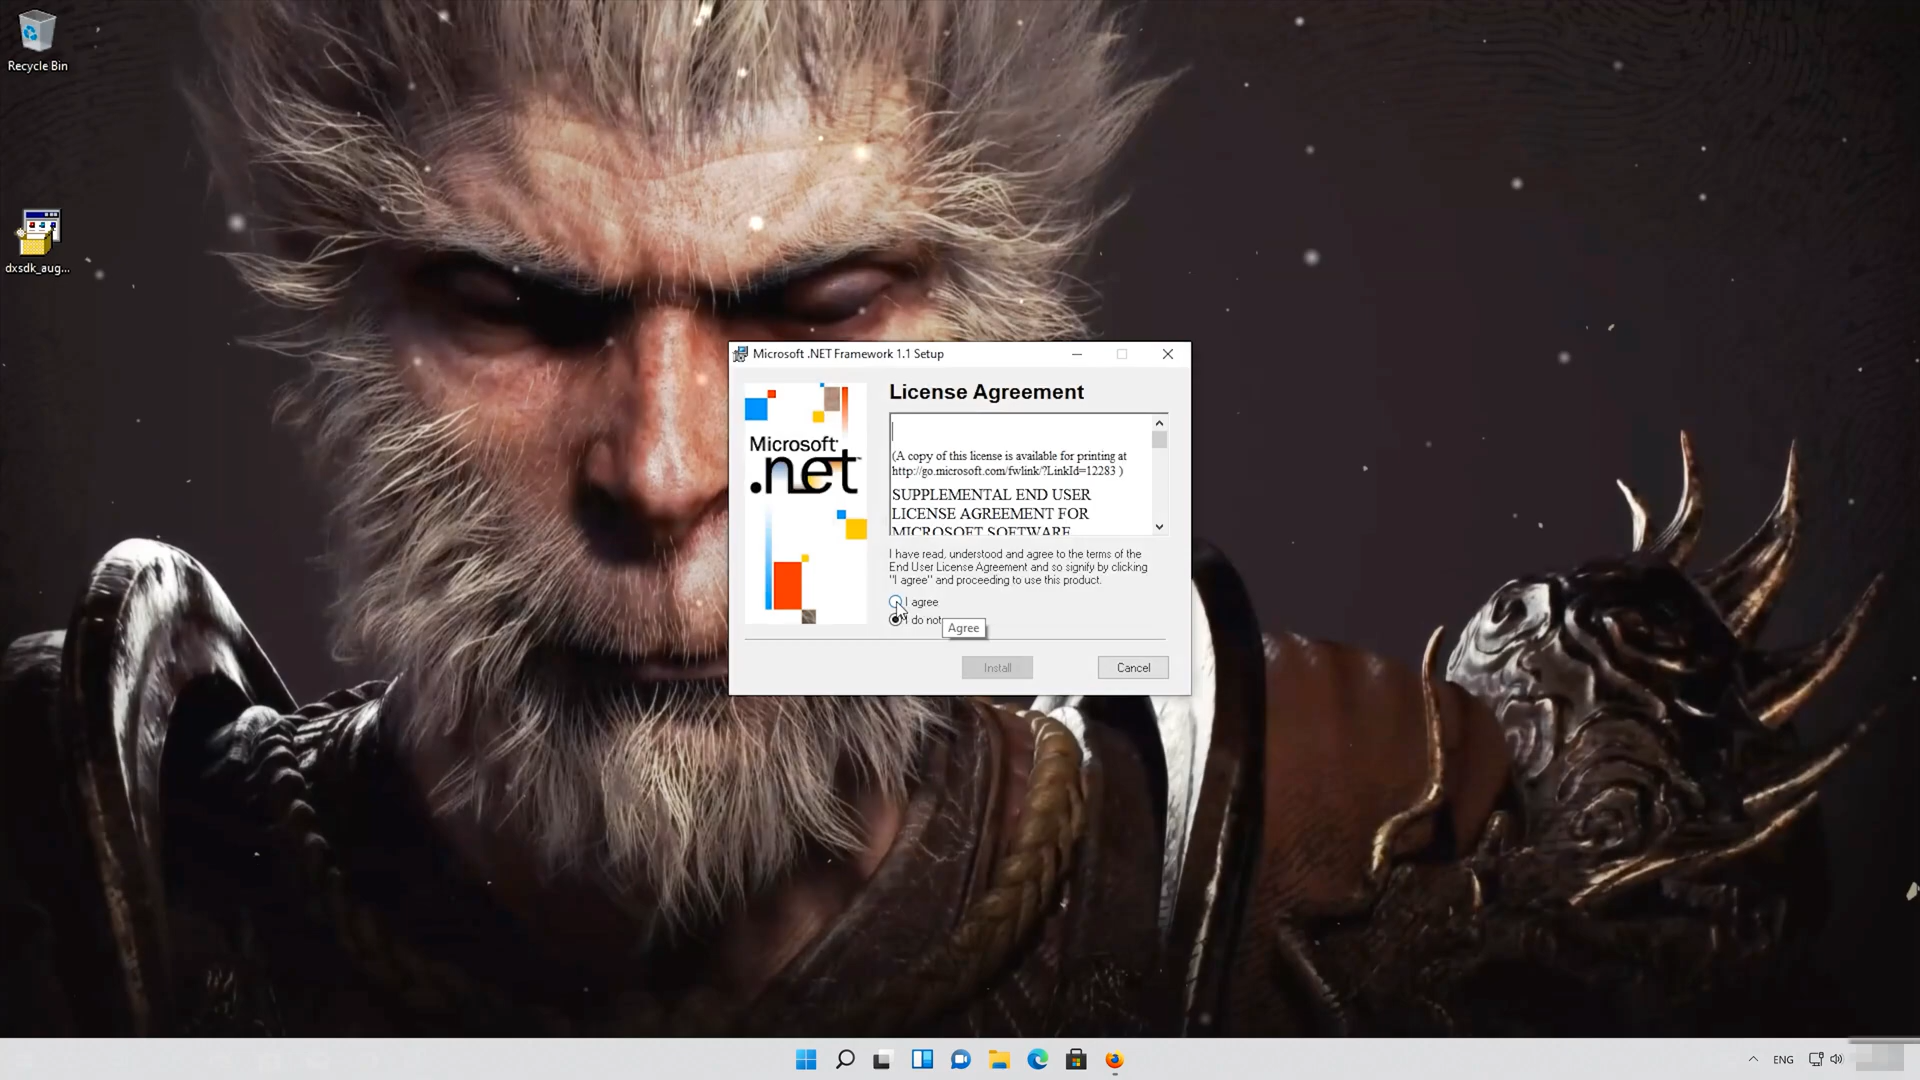 Recycle Bin
dxsdk_aug...
Microsoft .NET Framework 1.1 Setup
Microsoft
.net
License Agreement
(A copy of this license is available for printing at
http://go.microsoft.com/fwlink/?LinkId=12283 )
SUPPLEMENTAL END USER
LICENSE AGREEMENT FOR
MICROSOFT SOFTWARE
I have read, understood and agree to the terms of the
End User License Agreement and so signify by clicking
"I agree" and proceeding to use this product.
I agree
I do not
Agree
Install
Cancel
ENG